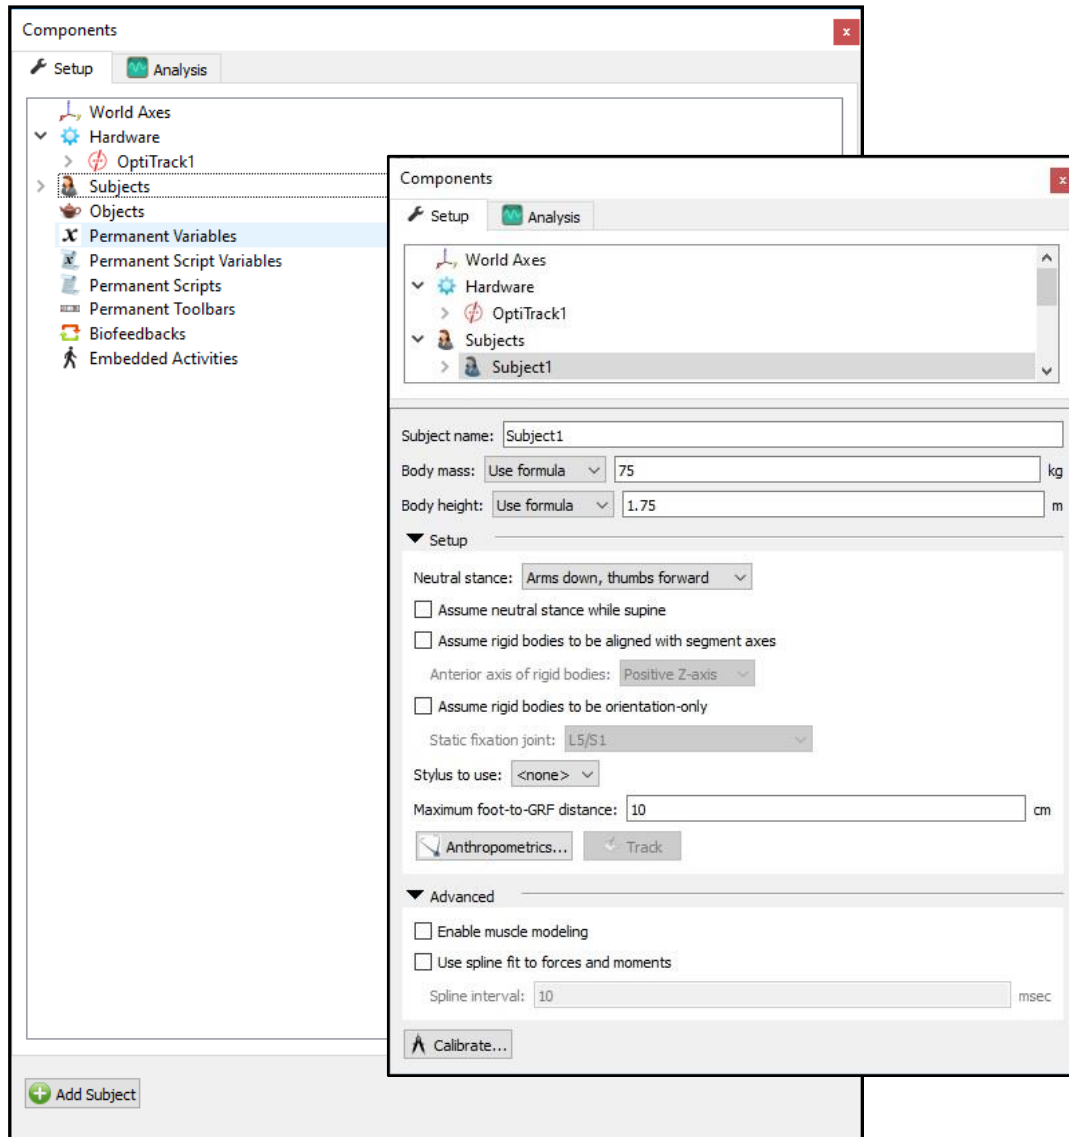 Components
x
Setup
Analysis
World Axes
Hardware
OptiTrack1
Subjects
Objects
Permanent Variables
Permanent Script Variables
Permanent Scripts
Permanent Toolbars
Biofeedbacks
Embedded Activities
Add Subject
Components
x
Setup
Analysis
World Axes
Hardware
OptiTrack1
Subjects
Subject1
Subject name: Subject1
Body mass: Use formula 75 kg
Body height: Use formula 1.75 m
Setup
Neutral stance: Arms down, thumbs forward
Assume neutral stance while supine
Assume rigid bodies to be aligned with segment axes
Anterior axis of rigid bodies: Positive Z-axis
Assume rigid bodies to be orientation-only
Static fixation joint: L5/S1
Stylus to use: <none>
Maximum foot-to-GRF distance: 10 cm
Anthropometrics... Track
Advanced
Enable muscle modeling
Use spline fit to forces and moments
Spline interval: 10 msec
Calibrate...